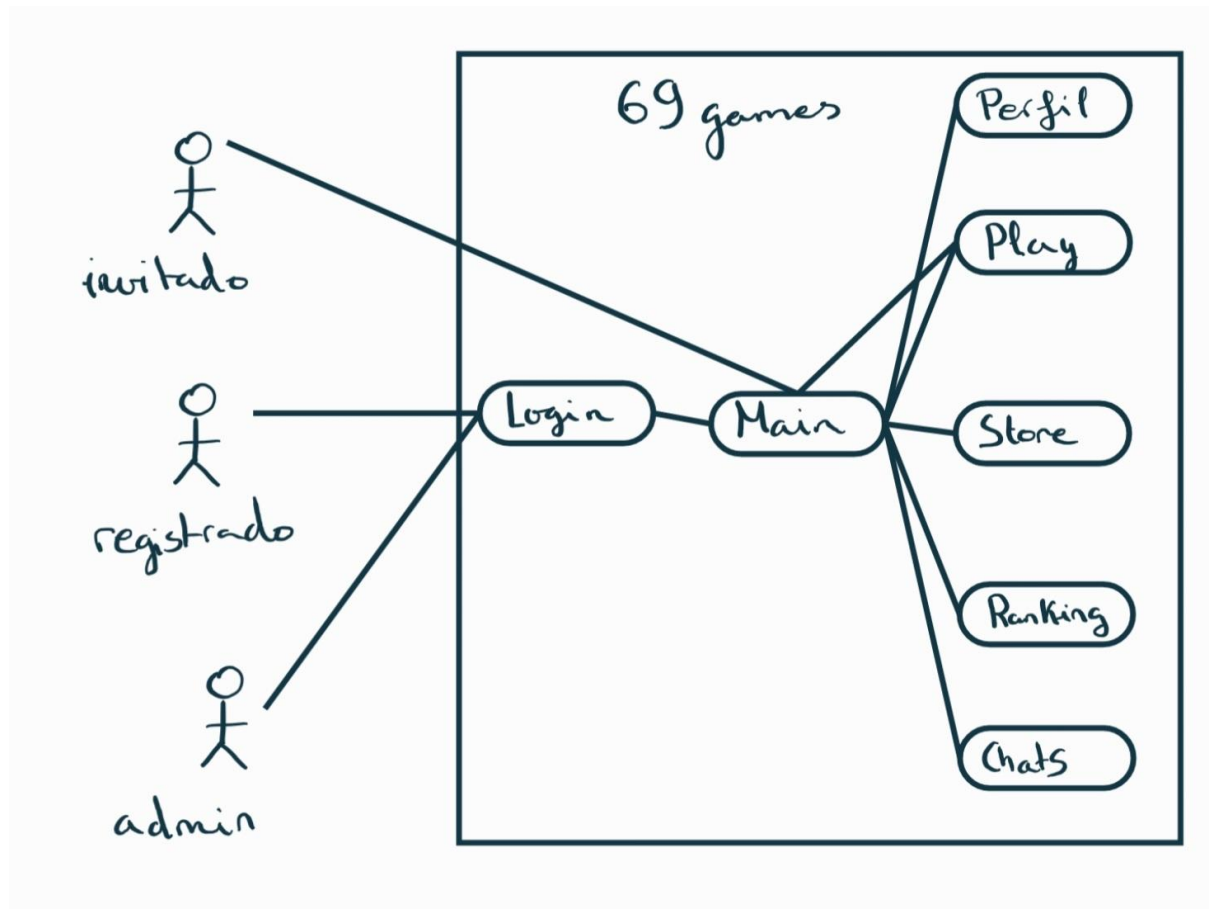 69 games
Perfil
Play
invitado
Login
Main
Store
registrado
Ranking
Chats
admin